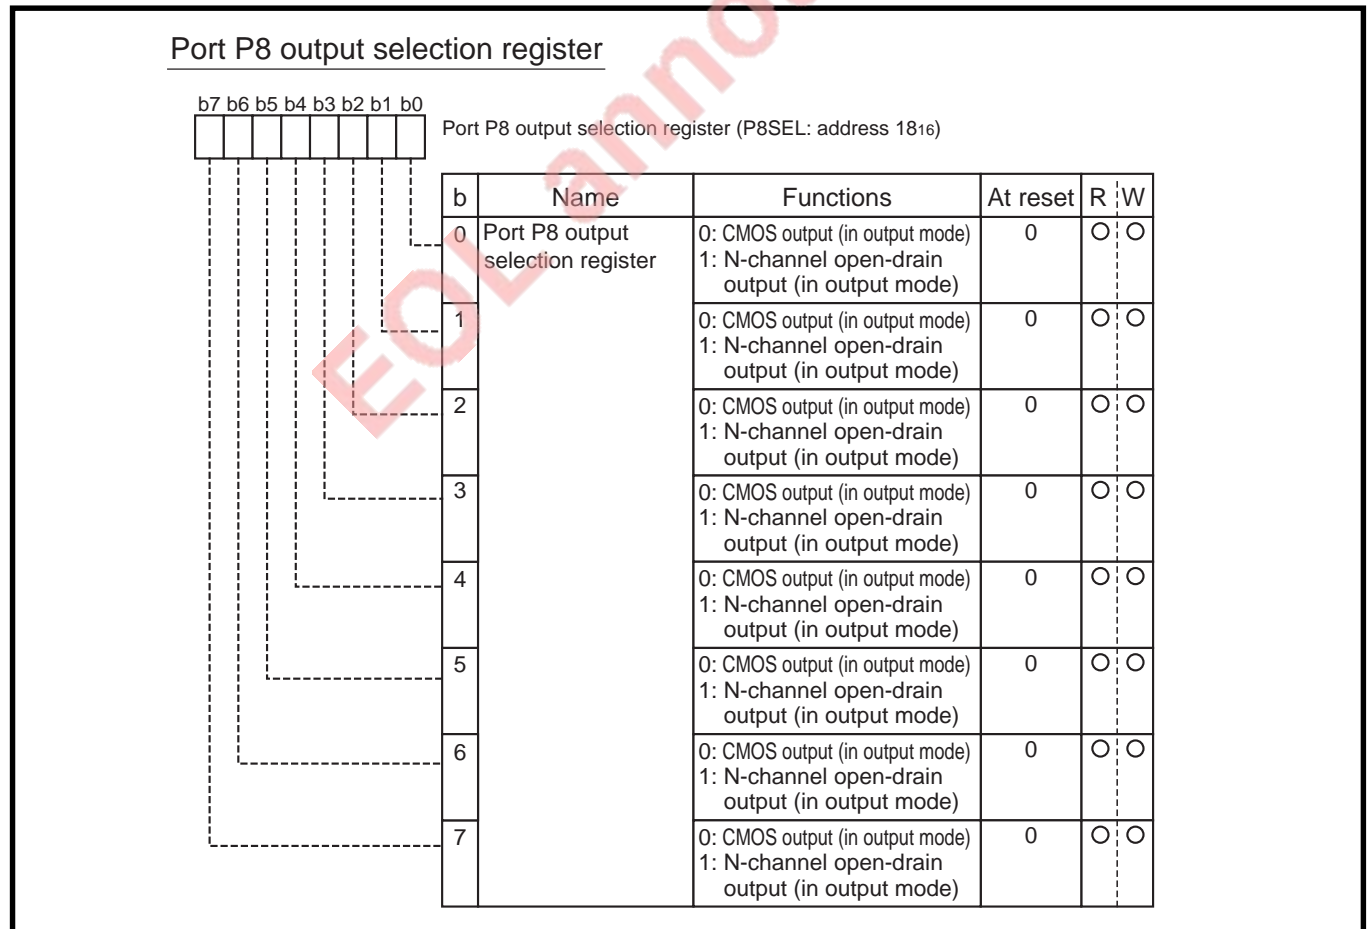 Port P8 output selection register
b7 b6 b5 b4 b3 b2 b1 b0
Port P8 output selection register (P8SEL: address 1816)
b Name Functions At reset R W
0 Port P8 output 0: CMOS output (in output mode) 0 O O
selection register 1: N-channel open-drain
output (in output mode)
1 0: CMOS output (in output mode) 0 O O
1: N-channel open-drain
output (in output mode)
2 0: CMOS output (in output mode) 0 O O
1: N-channel open-drain
output (in output mode)
3 0: CMOS output (in output mode) 0 O O
1: N-channel open-drain
output (in output mode)
4 0: CMOS output (in output mode) 0 O O
1: N-channel open-drain
output (in output mode)
5 0: CMOS output (in output mode) 0 O O
1: N-channel open-drain
output (in output mode)
6 0: CMOS output (in output mode) 0 O O
1: N-channel open-drain
output (in output mode)
7 0: CMOS output (in output mode) 0 O O
1: N-channel open-drain
output (in output mode)
EOL anno